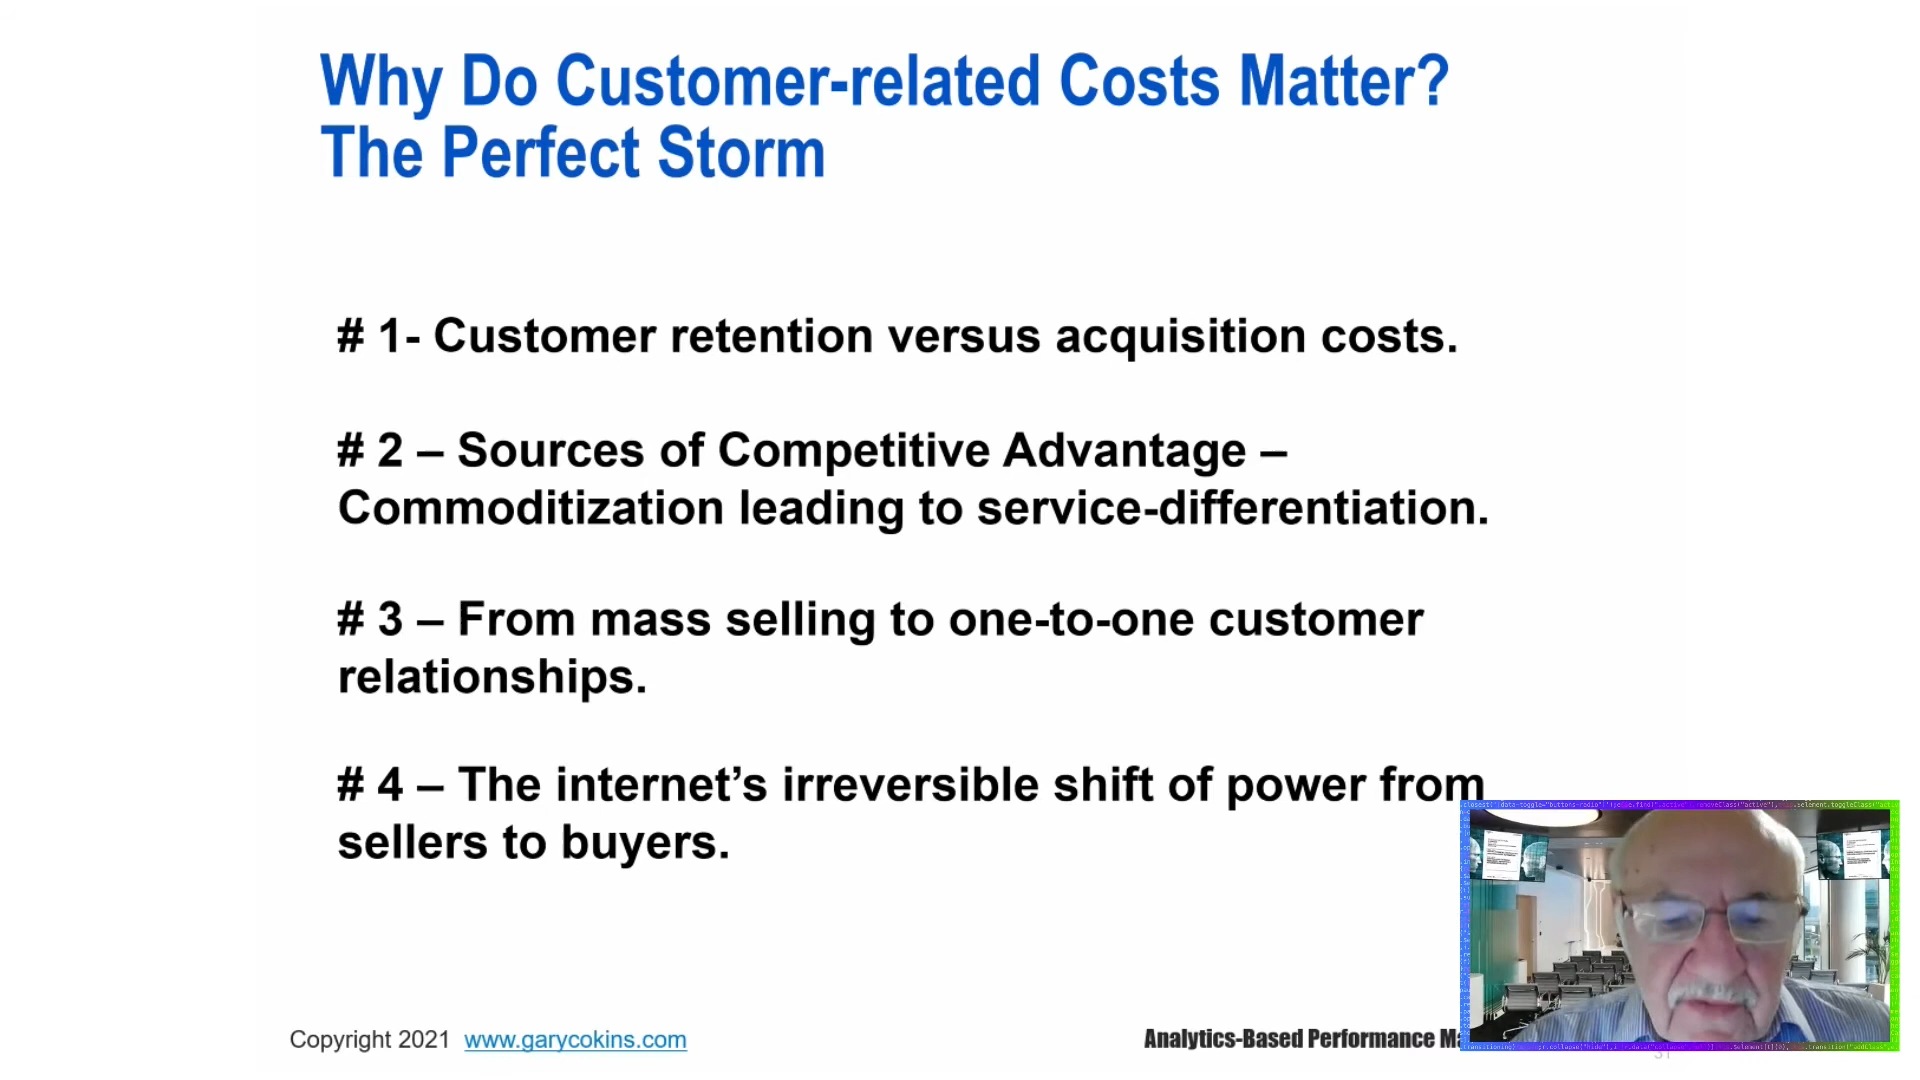 Why Do Customer-related Costs Matter?
The Perfect Storm
# 1- Customer retention versus acquisition costs.
# 2 – Sources of Competitive Advantage –
Commoditization leading to service-differentiation.
# 3 – From mass selling to one-to-one customer
relationships.
# 4 – The internet’s irreversible shift of power from
sellers to buyers.
Copyright 2021 www.garycokins.com
Analytics-Based Performance